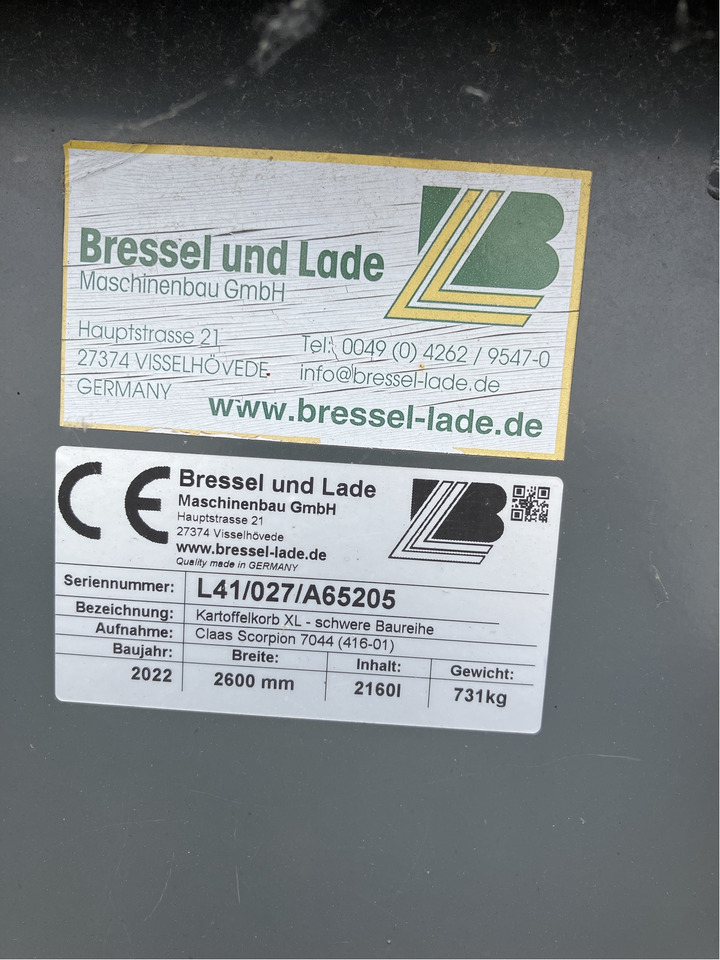 Bressel und Lade
Maschinenbau GmbH
Hauptstrasse 21
27374 VISSELHÖVEDE
GERMANY
Tel.: 0049 (0) 4262 / 9547-0
info@bressel-lade.de
www.bressel-lade.de
LB
CE
Bressel und Lade
Maschinenbau GmbH
Hauptstrasse 21
27374 Visselhövede
www.bressel-lade.de
Quality made in GERMANY
LB
Seriennummer: L41/027/A65205
Bezeichnung: Kartoffelkorb XL - schwere Baureihe
Aufnahme: Claas Scorpion 7044 (416-01)
Baujahr: Breite: Inhalt: Gewicht:
2022 2600 mm 2160l 731kg